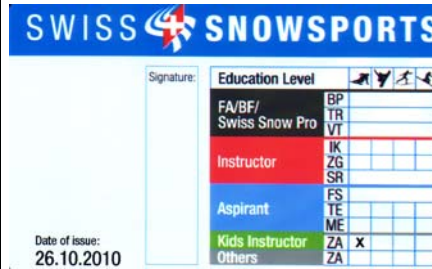 SWISS SNOWSPORTS
Signature:
Education Level
FA/BF/
Swiss Snow Pro
BP
TR
VT
Instructor
IK
ZG
SR
Aspirant
FS
TE
ME
Kids Instructor ZA X
Others ZA
Date of issue:
26.10.2010